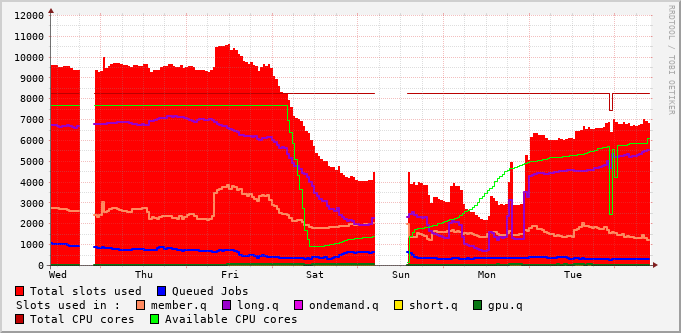 RRDTOOL / TOBI OETIKER
12000
11000
10000
9000
8000
7000
6000
5000
4000
3000
2000
1000
0
Wed Thu Fri Sat Sun Mon Tue
Total slots used Queued Jobs
Slots used in : member.q long.q ondemand.q short.q gpu.q
Total CPU cores Available CPU cores